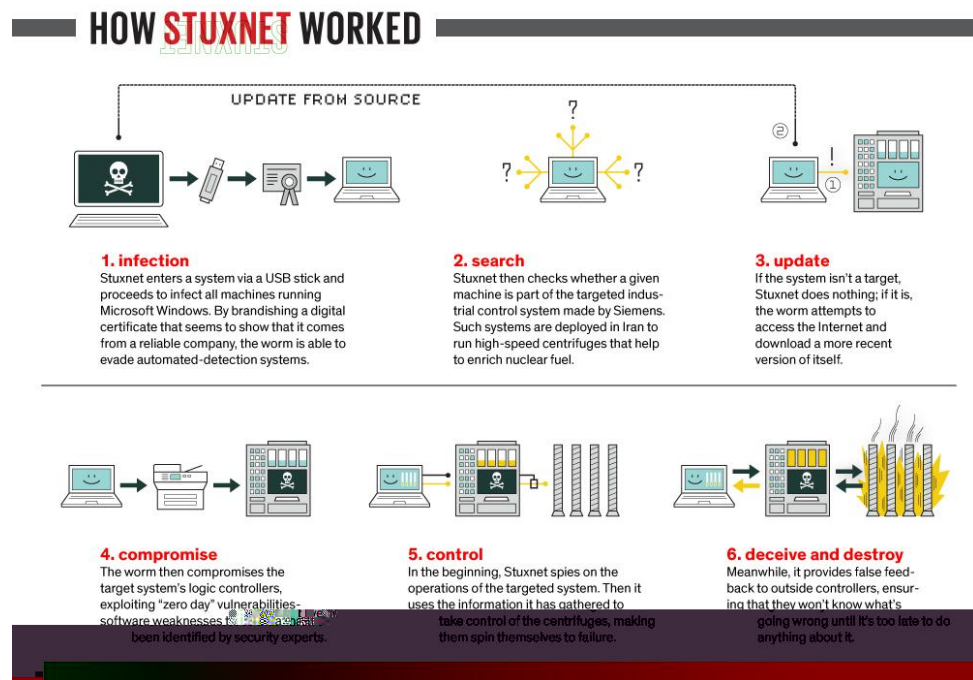 HOW STUXNET WORKED
UPDATE FROM SOURCE
? ? ?
② ! ①
1. infection
Stuxnet enters a system via a USB stick and
proceeds to infect all machines running
Microsoft Windows. By brandishing a digital
certificate that seems to show that it comes
from a reliable company, the worm is able to
evade automated-detection systems.
2. search
Stuxnet then checks whether a given
machine is part of the targeted indus-
trial control system made by Siemens.
Such systems are deployed in Iran to
run high-speed centrifuges that help
to enrich nuclear fuel.
3. update
If the system isn't a target,
Stuxnet does nothing; if it is,
the worm attempts to
access the Internet and
download a more recent
version of itself.
4. compromise
The worm then compromises the
target system's logic controllers,
exploiting "zero day" vulnerabilities-
software weaknesses
been identified by security experts.
5. control
In the beginning, Stuxnet spies on the
operations of the targeted system. Then it
uses the information it has gathered to
take control of the centrifuges, making
them spin themselves to failure.
6. deceive and destroy
Meanwhile, it provides false feed-
back to outside controllers, ensur-
ing that they won't know what's
going wrong until it's too late to do
anything about it.